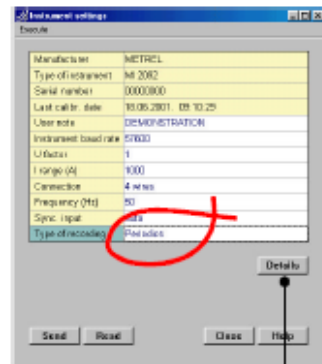 Instrument settings
Execute
Manufacturer METREL
Type of instrument MI 2092
Serial number 00000000
Last calibr. date 18.06.2001. 09:10:29
User note DEMONSTRATION
Instrument baud rate 57600
U factor 1
I range (A) 1000
Connection 4 wires
Frequency (Hz) 50
Sync. input
Type of recording Periodics
Details
Send Read Close Help